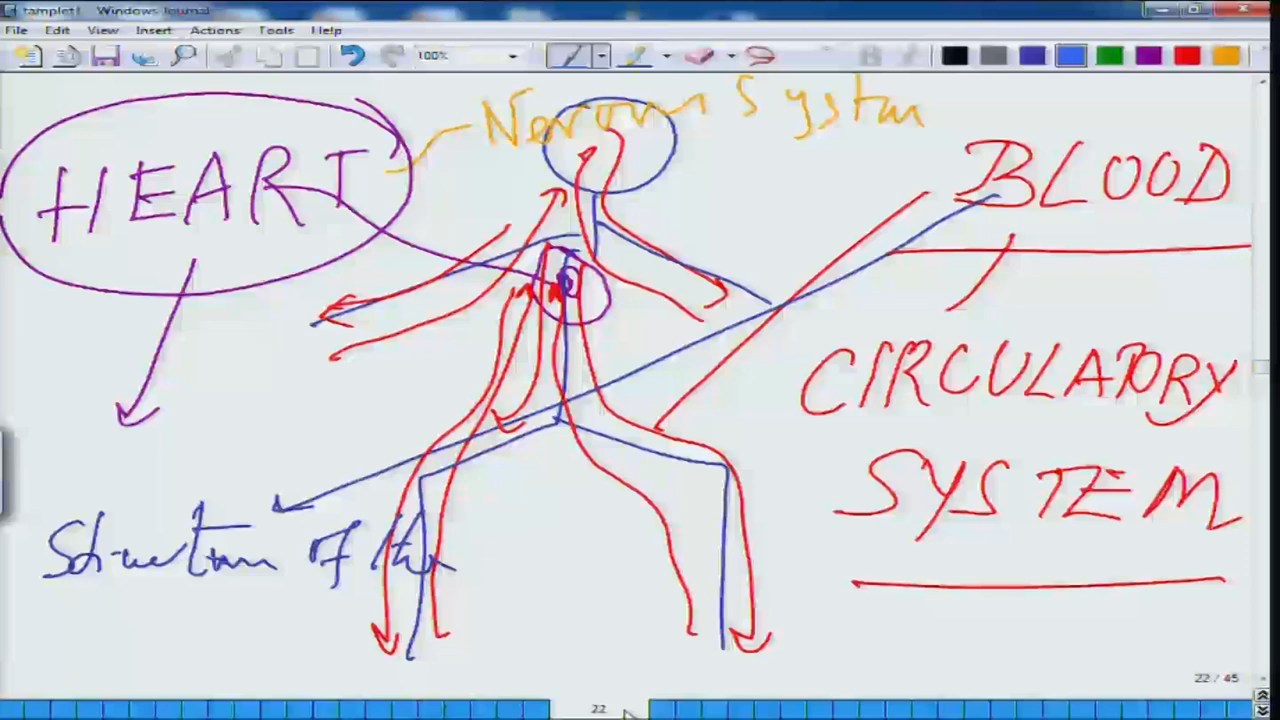 tamplet1 - Windows Journal
File Edit View Insert Actions Tools Help
100%
Nervous System
HEART
BLOOD
CIRCULATORY
SYSTEM
Structure of the
22 / 45
22